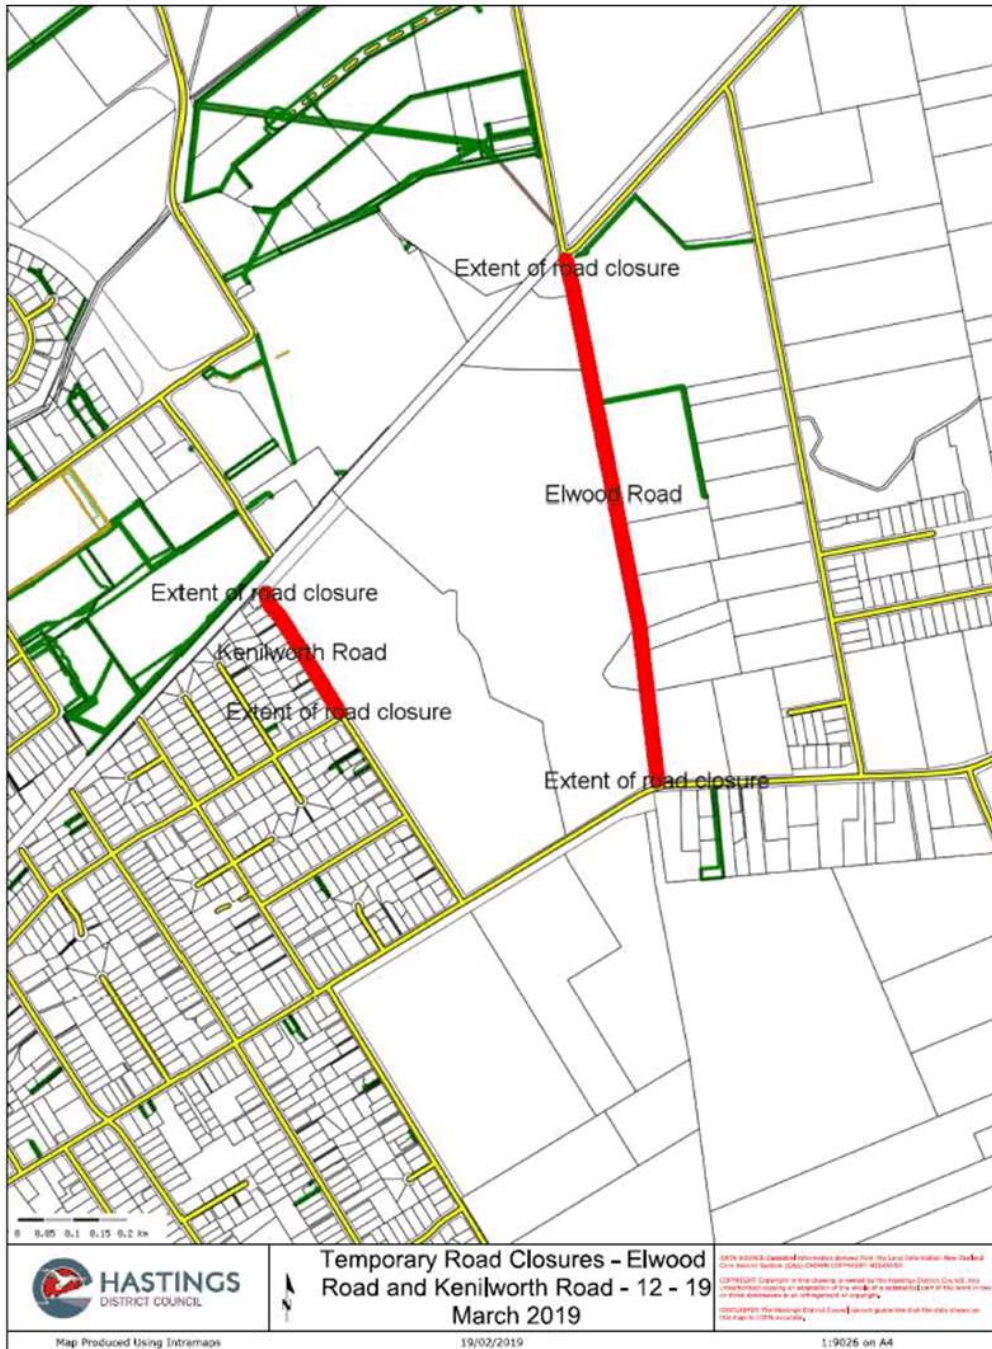 Extent of road closure
Elwood Road
Extent of road closure
Kenilworth Road
Extent of road closure
Extent of road closure
0 0.05 0.1 0.15 0.2 km
HASTINGS
DISTRICT COUNCIL
Temporary Road Closures - Elwood
Road and Kenilworth Road - 12 - 19
March 2019
N
Map Produced Using Intramaps
19/02/2019
1:9026 on A4